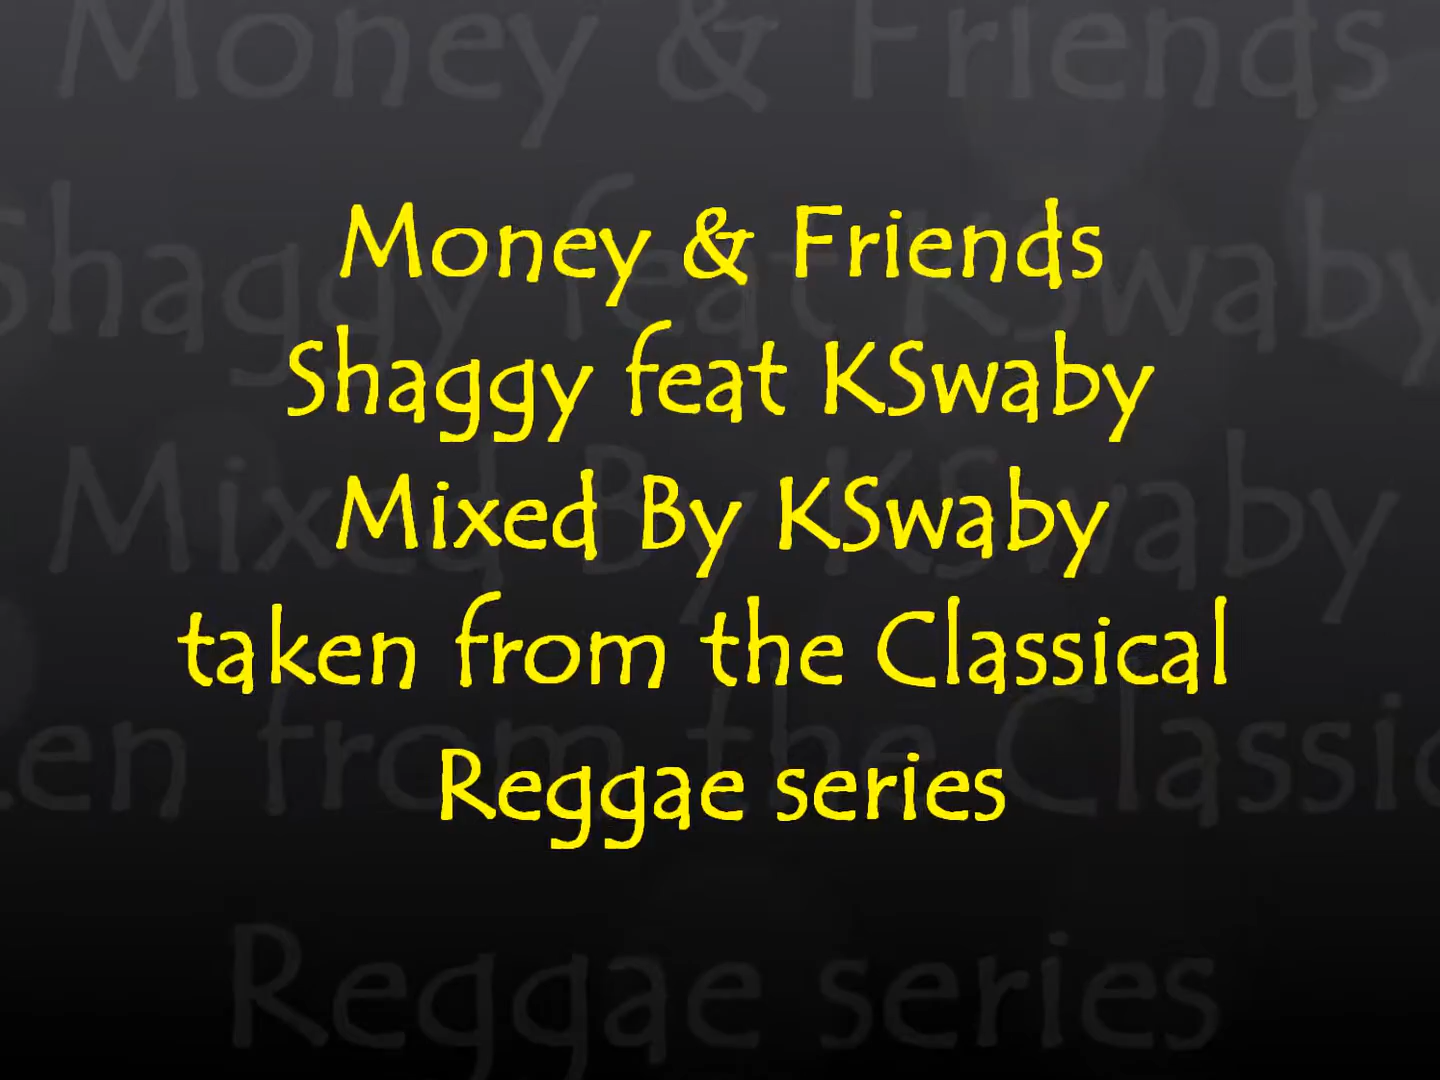 Money & Friends
Shaggy feat KSwaby
Mixed By KSwaby
taken from the Classical
Reggae series